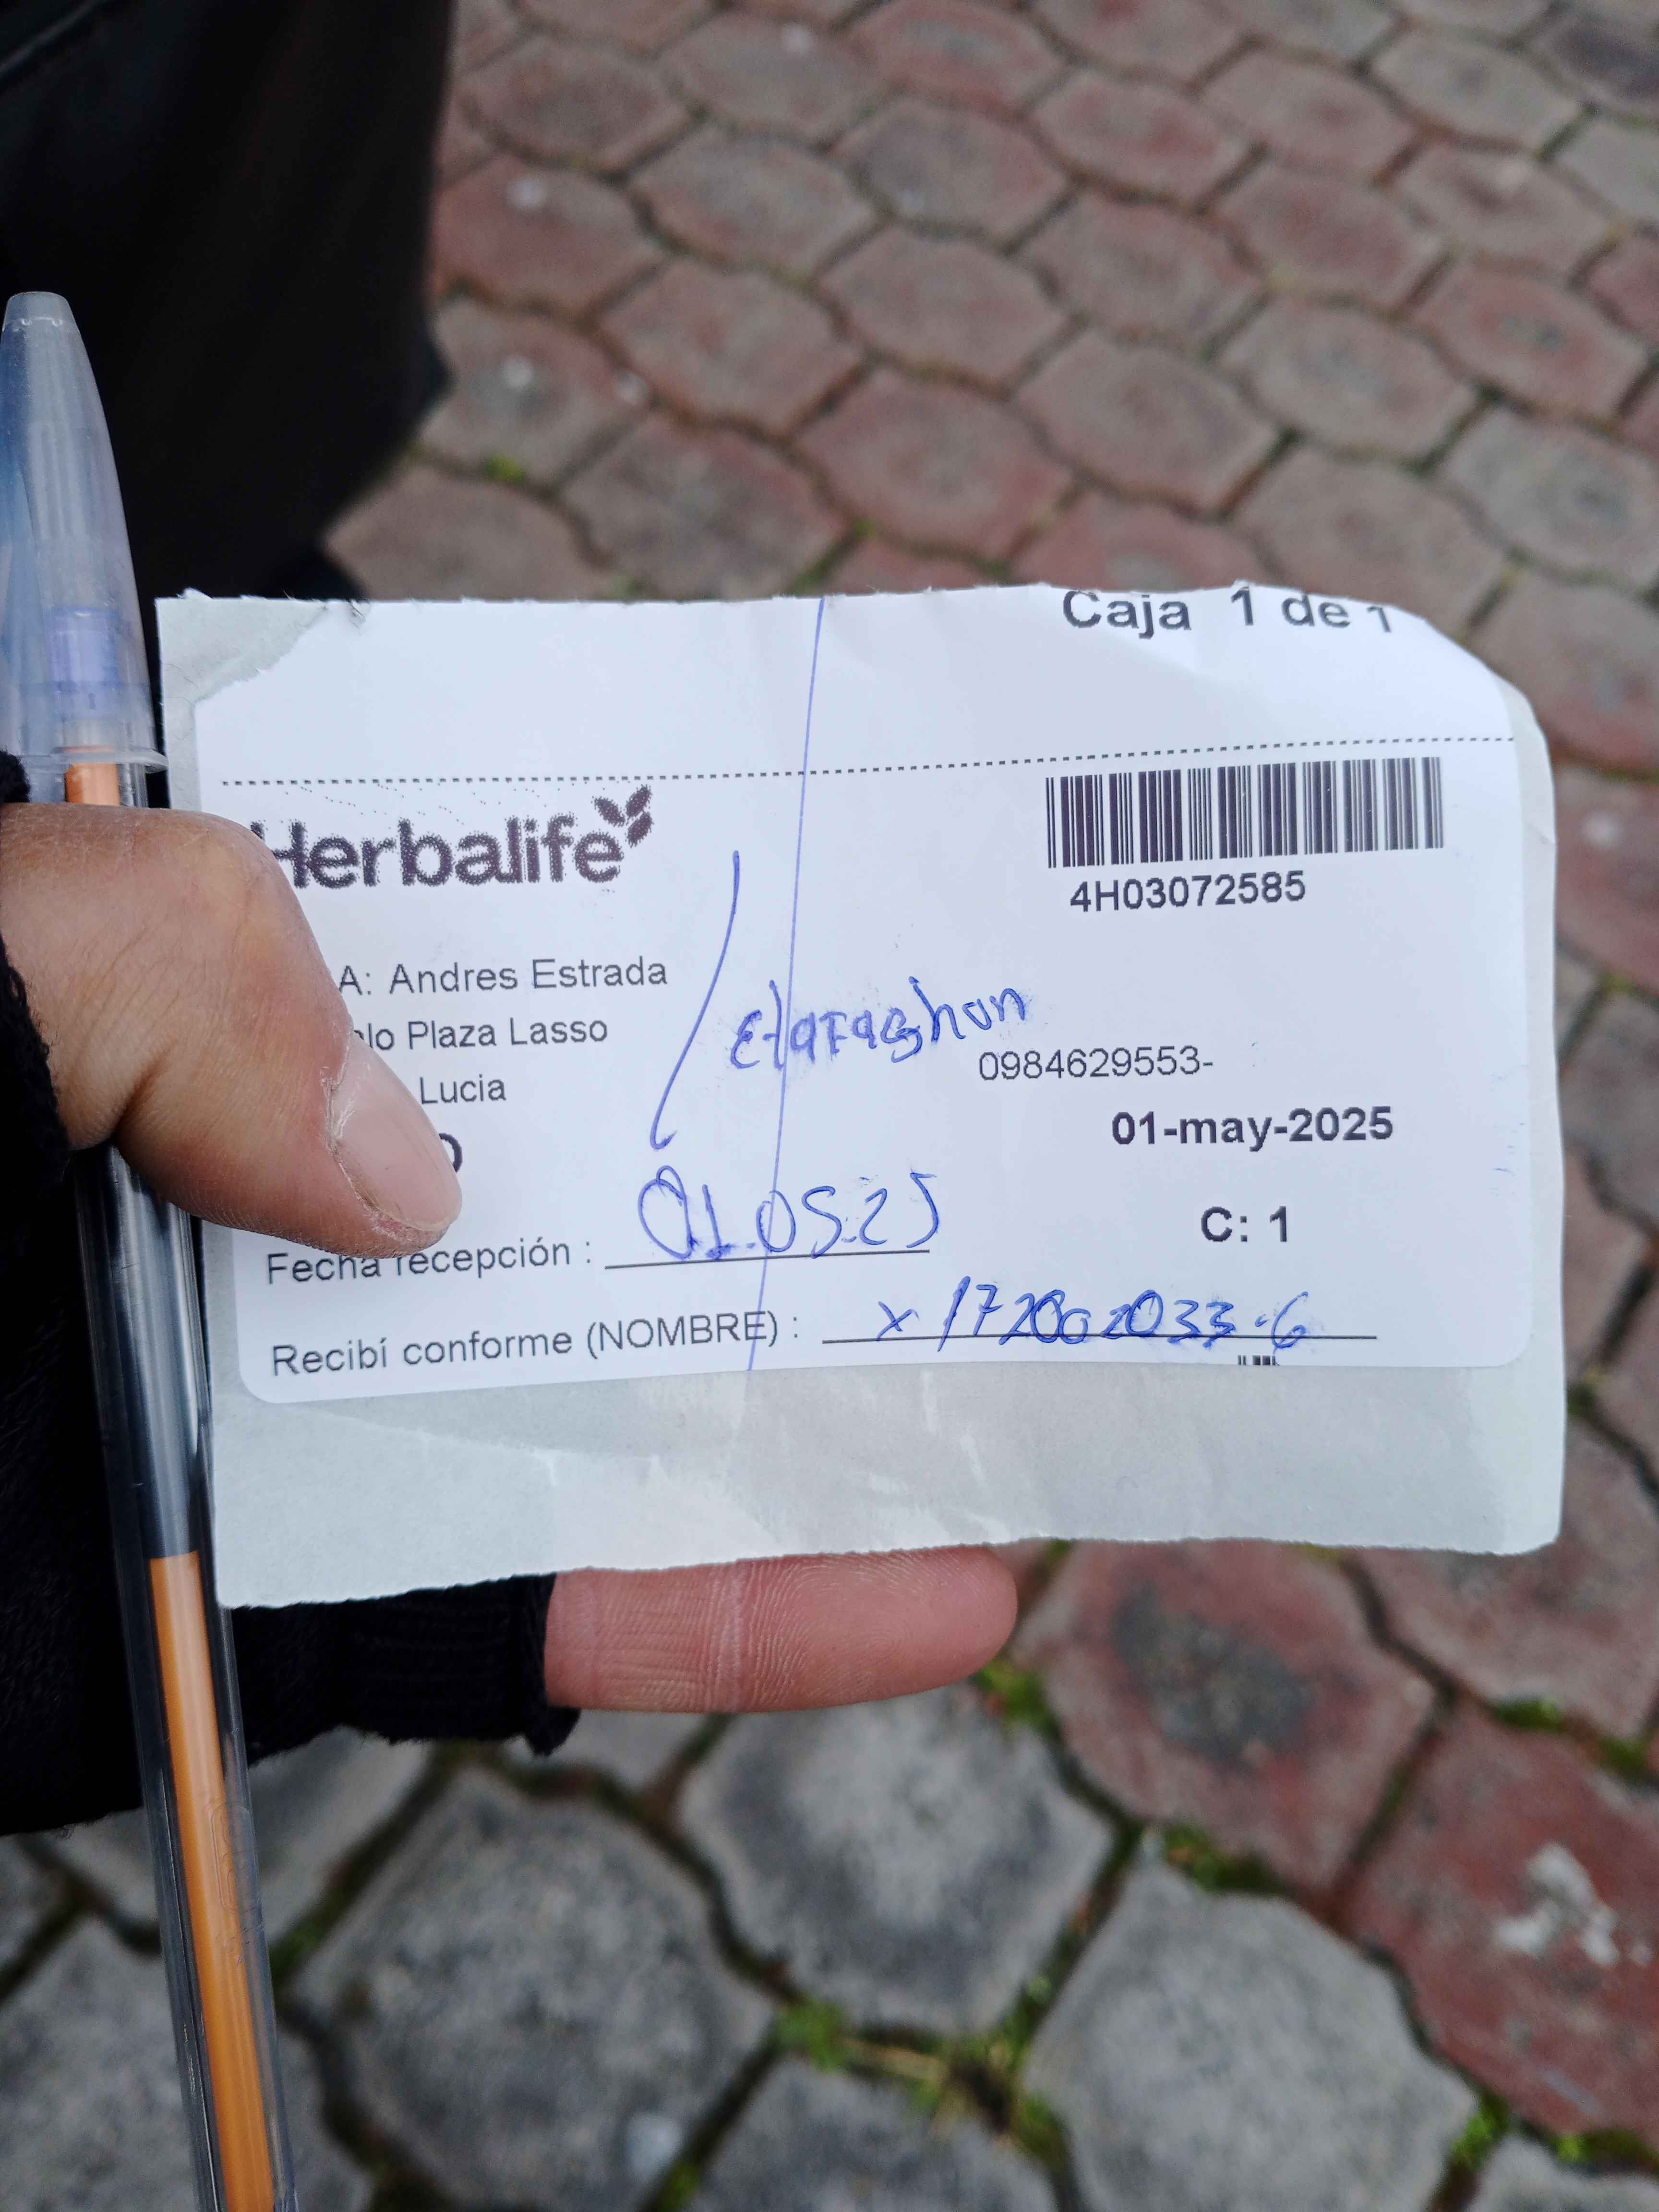 Caja 1 de 1
Herbalife
4H03072585
A: Andres Estrada
Plaza Lasso
0984629553-
Lucia
01-may-2025
01.05.25
C: 1
Fecha recepción :
Recibí conforme (NOMBRE) : x